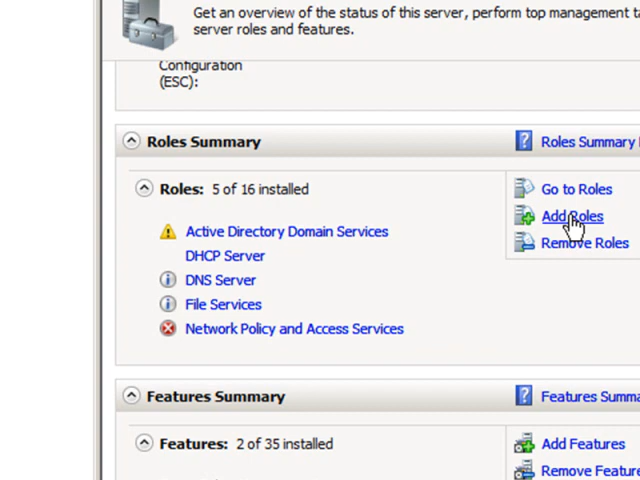 Get an overview of the status of this server, perform top management
server roles and features.
Configuration
(ESC):
Roles Summary
Roles Summary
Roles: 5 of 16 installed
Go to Roles
Add Roles
Remove Roles
Active Directory Domain Services
DHCP Server
DNS Server
File Services
Network Policy and Access Services
Features Summary
Features
Features: 2 of 35 installed
Add Features
Remove